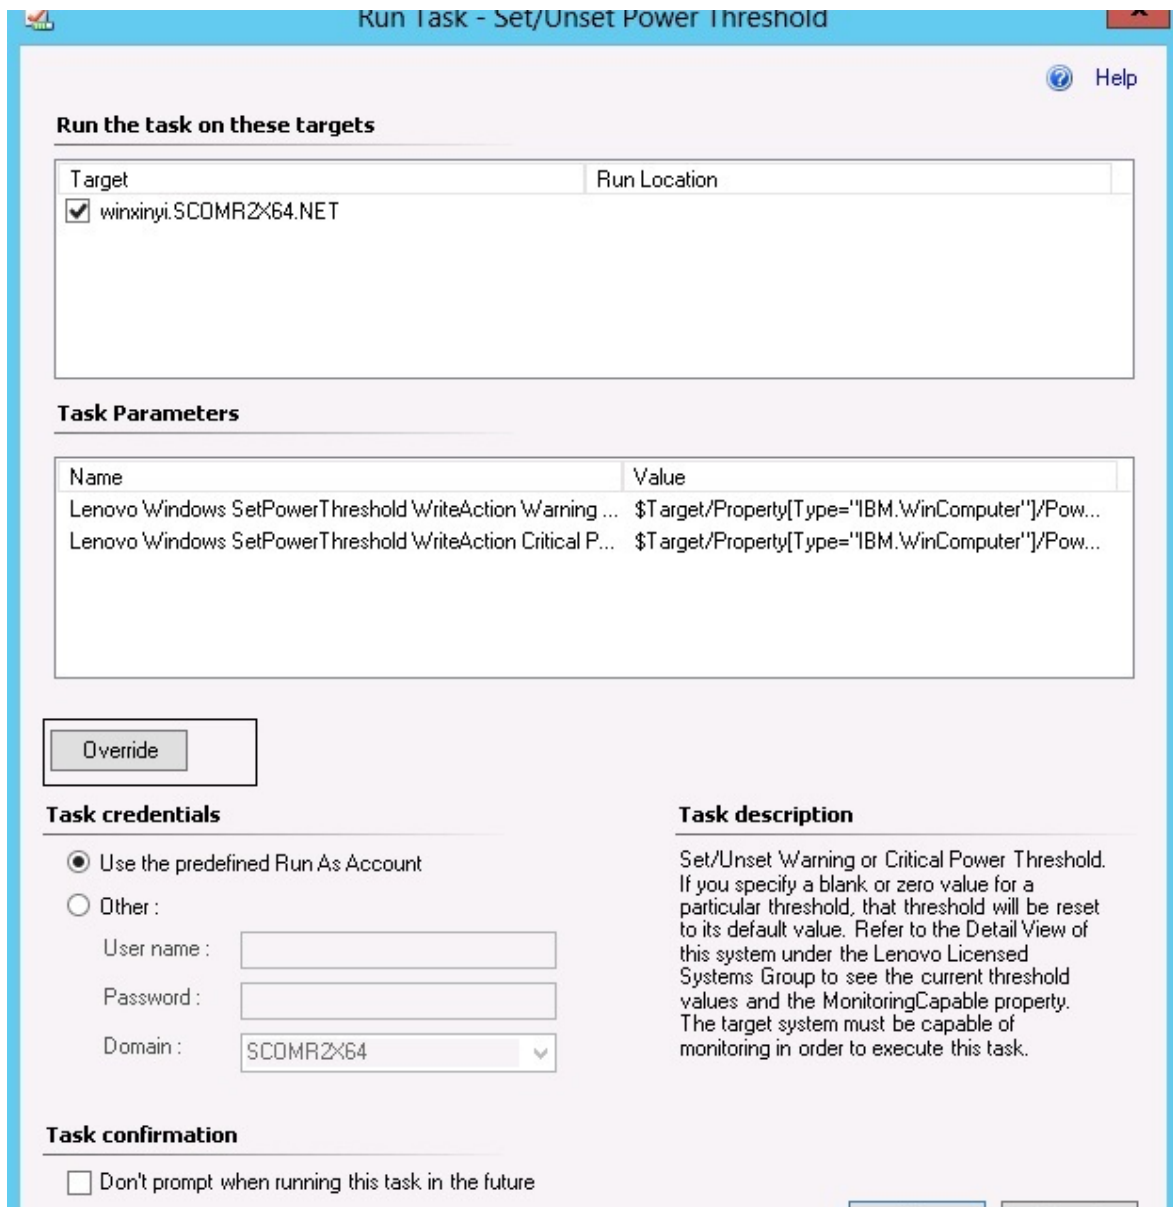 Run Task - Set/Unset Power Threshold
Help
Run the task on these targets
Target Run Location
winxinyi.SCOMR2X64.NET
Task Parameters
Name Value
Lenovo Windows SetPowerThreshold WriteAction Warning ... $Target/Property[Type="IBM.WinComputer"]/Pow...
Lenovo Windows SetPowerThreshold WriteAction Critical P... $Target/Property[Type="IBM.WinComputer"]/Pow...
Override
Task credentials
Use the predefined Run As Account
Other :
User name :
Password :
Domain : SCOMR2X64
Task description
Set/Unset Warning or Critical Power Threshold.
If you specify a blank or zero value for a
particular threshold, that threshold will be reset
to its default value. Refer to the Detail View of
this system under the Lenovo Licensed
Systems Group to see the current threshold
values and the MonitoringCapable property.
The target system must be capable of
monitoring in order to execute this task.
Task confirmation
Don't prompt when running this task in the future